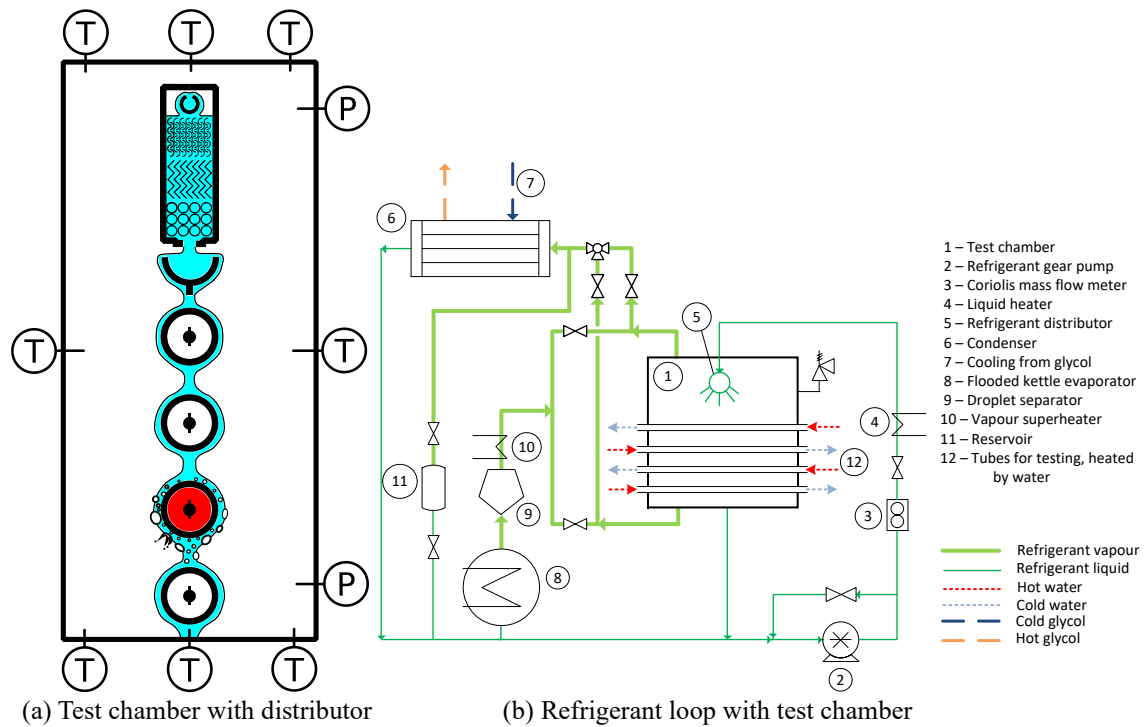 T
T
T
P
T
T
P
T
T
T
(a) Test chamber with distributor
7
6
5
1
4
10
12
11
9
3
8
2
1 – Test chamber
2 – Refrigerant gear pump
3 – Coriolis mass flow meter
4 – Liquid heater
5 – Refrigerant distributor
6 – Condenser
7 – Cooling from glycol
8 – Flooded kettle evaporator
9 – Droplet separator
10 – Vapour superheater
11 – Reservoir
12 – Tubes for testing, heated
by water
Refrigerant vapour
Refrigerant liquid
Hot water
Cold water
Cold glycol
Hot glycol
(b) Refrigerant loop with test chamber